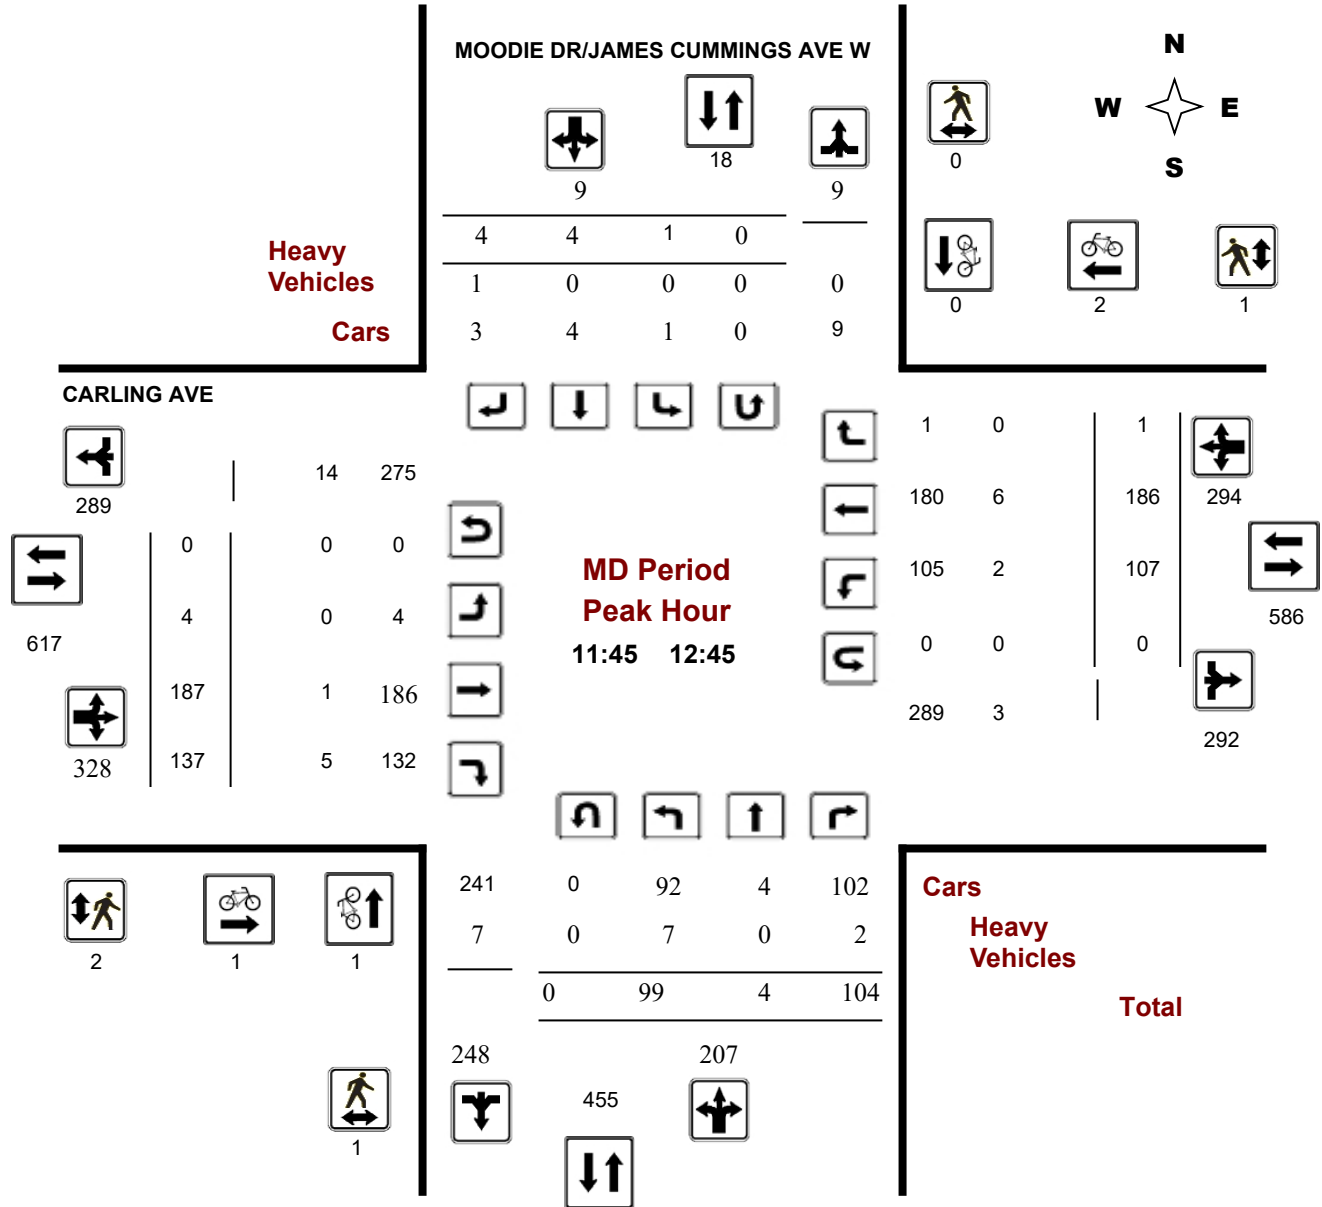 MOODIE DR/JAMES CUMMINGS AVE W
N
W E
S
18
0
9 9
4 4 1 0
Heavy
Vehicles
1 0 0 0 0
0 2 1
Cars
3 4 1 0 9
CARLING AVE
1 0 1
14 275
289
180 6 186 294
0 0 0
MD Period
105 2 107
Peak Hour
4 0 4
586
617
11:45 12:45
0 0 0
187 1 186
289 3
292
328
137 5 132
241 0 92 4 102
Cars
7 0 7 0 2
Heavy
Vehicles
2 1 1
0 99 4 104
Total
248 207
455
1